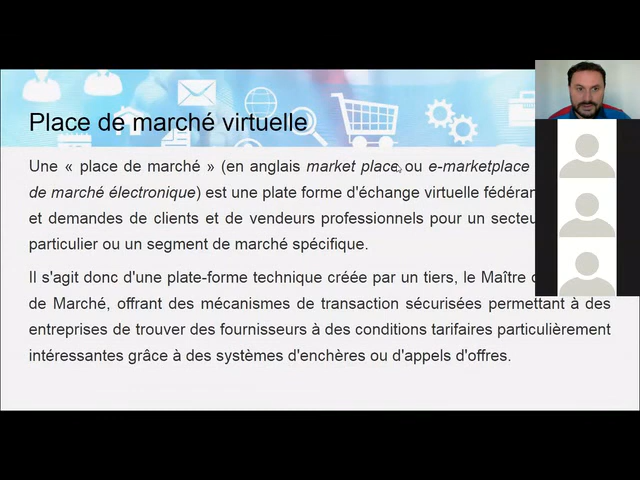 Place de marché virtuelle
Une « place de marché » (en anglais market place ou e-marketplace
de marché électronique) est une plate forme d'échange virtuelle fédéran
et demandes de clients et de vendeurs professionnels pour un secteu
particulier ou un segment de marché spécifique.
Il s'agit donc d'une plate-forme technique créée par un tiers, le Maître d
de Marché, offrant des mécanismes de transaction sécurisées permettant à des
entreprises de trouver des fournisseurs à des conditions tarifaires particulièrement
intéressantes grâce à des systèmes d'enchères ou d'appels d'offres.